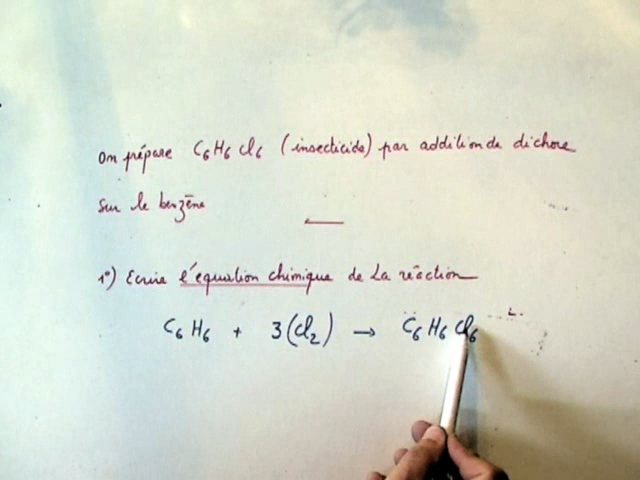 On prépare C₆H₆Cl₆ (insecticide) par addition de dichore
sur le benzène
1°) Ecrire l'équation chimique de la réaction
C₆H₆ + 3(Cl₂) → C₆H₆Cl₆